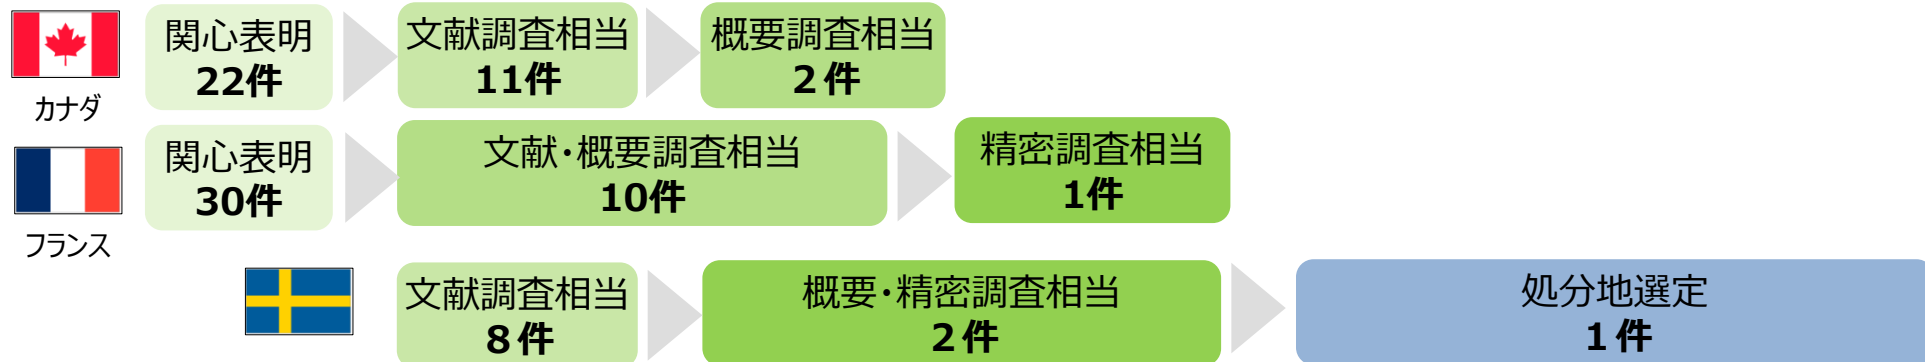 関心表明
22件
文献調査相当
11件
概要調査相当
２件
カナダ
関心表明
30件
文献・概要調査相当
10件
精密調査相当
1件
フランス
文献調査相当
８件
概要・精密調査相当
２件
処分地選定
１件